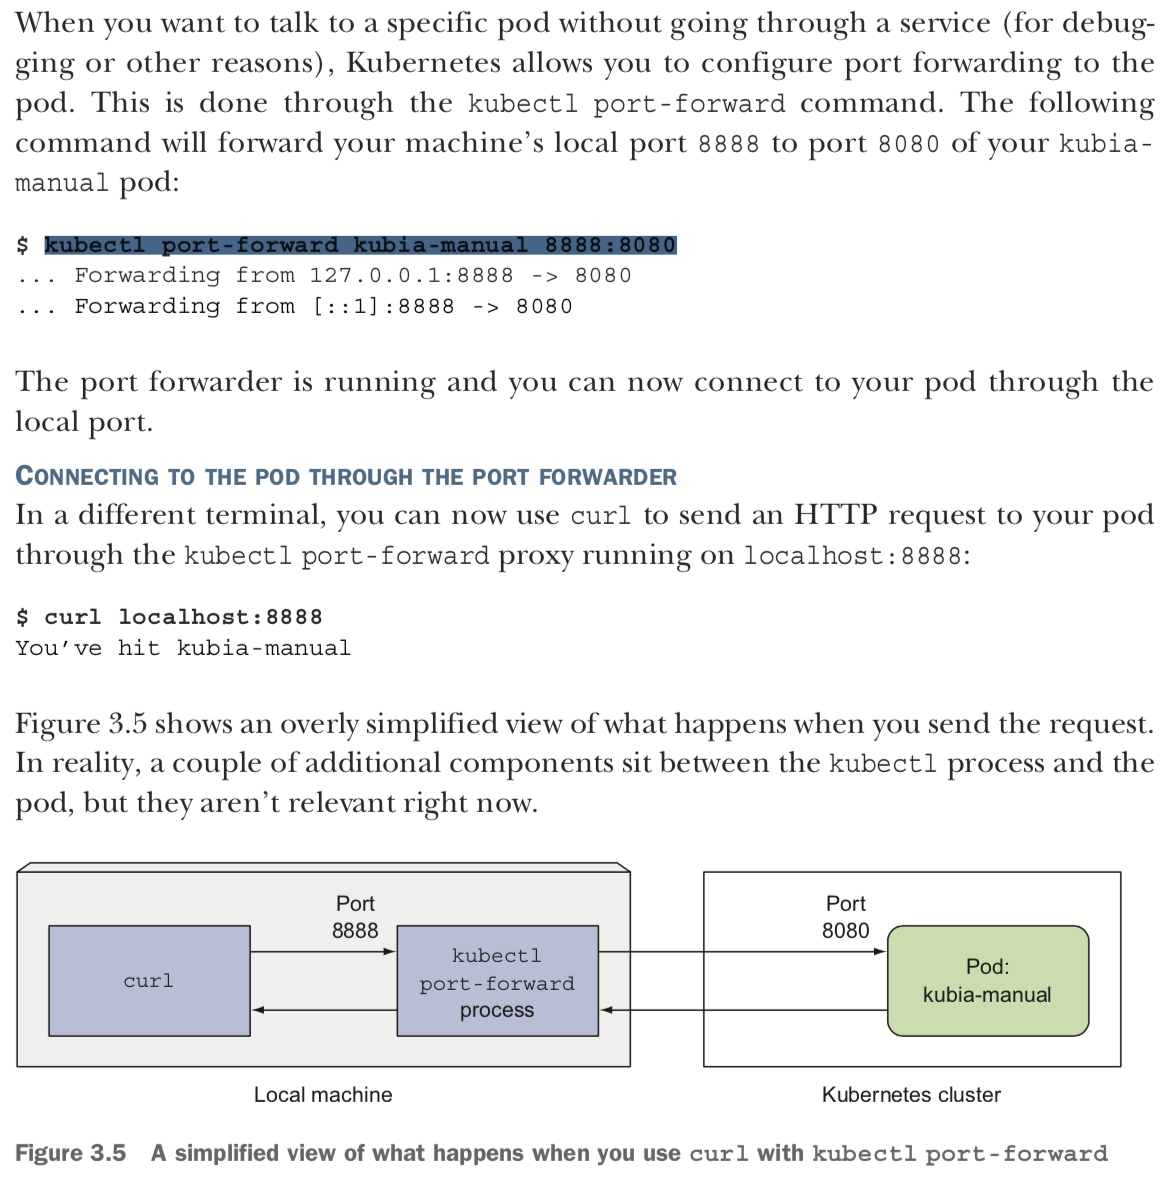 When you want to talk to a specific pod without going through a service (for debug-
ging or other reasons), Kubernetes allows you to configure port forwarding to the
pod. This is done through the kubectl port-forward command. The following
command will forward your machine's local port 8888 to port 8080 of your kubia-
manual pod:
$ kubectl port-forward kubia-manual 8888:8080
... Forwarding from 127.0.0.1:8888 -> 8080
... Forwarding from [::1]:8888 -> 8080
The port forwarder is running and you can now connect to your pod through the
local port.
CONNECTING TO THE POD THROUGH THE PORT FORWARDER
In a different terminal, you can now use curl to send an HTTP request to your pod
through the kubectl port-forward proxy running on localhost:8888:
$ curl localhost:8888
You've hit kubia-manual
Figure 3.5 shows an overly simplified view of what happens when you send the request.
In reality, a couple of additional components sit between the kubectl process and the
pod, but they aren't relevant right now.
curl
Port
8888
kubectl
port-forward
process
Port
8080
Pod:
kubia-manual
Local machine
Kubernetes cluster
Figure 3.5 A simplified view of what happens when you use curl with kubectl port-forward